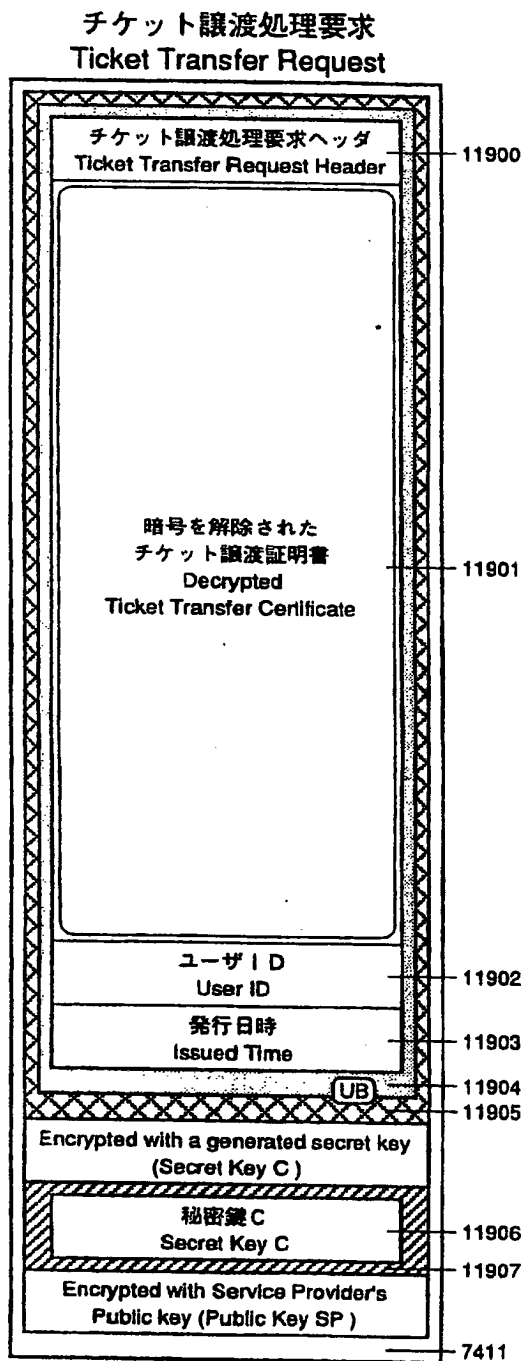 チケット譲渡処理要求
Ticket Transfer Request
チケット譲渡処理要求ヘッダ
Ticket Transfer Request Header
11900
暗号を解除された
チケット譲渡証明書
Decrypted
Ticket Transfer Certificate
11901
ユーザID
User ID
11902
発行日時
Issued Time
11903
11904
UB
11905
Encrypted with a generated secret key
(Secret Key C)
秘密鍵C
Secret Key C
11906
11907
Encrypted with Service Provider's
Public key (Public Key SP)
7411